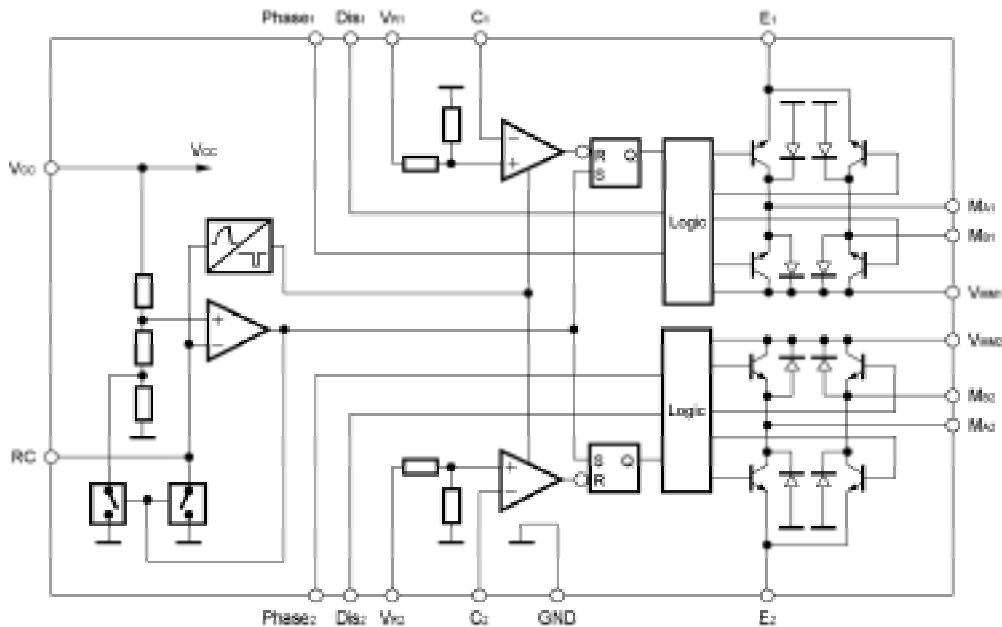 Phase1 Dis1 VR1 C1 E1
VCC VCC
R Q
S
Logic
MA1
MB1
VMM1
+
−
VMM2
Logic
MB2
MA2
RC
S Q
R
Phase2 Dis2 VR2 C2 GND E2